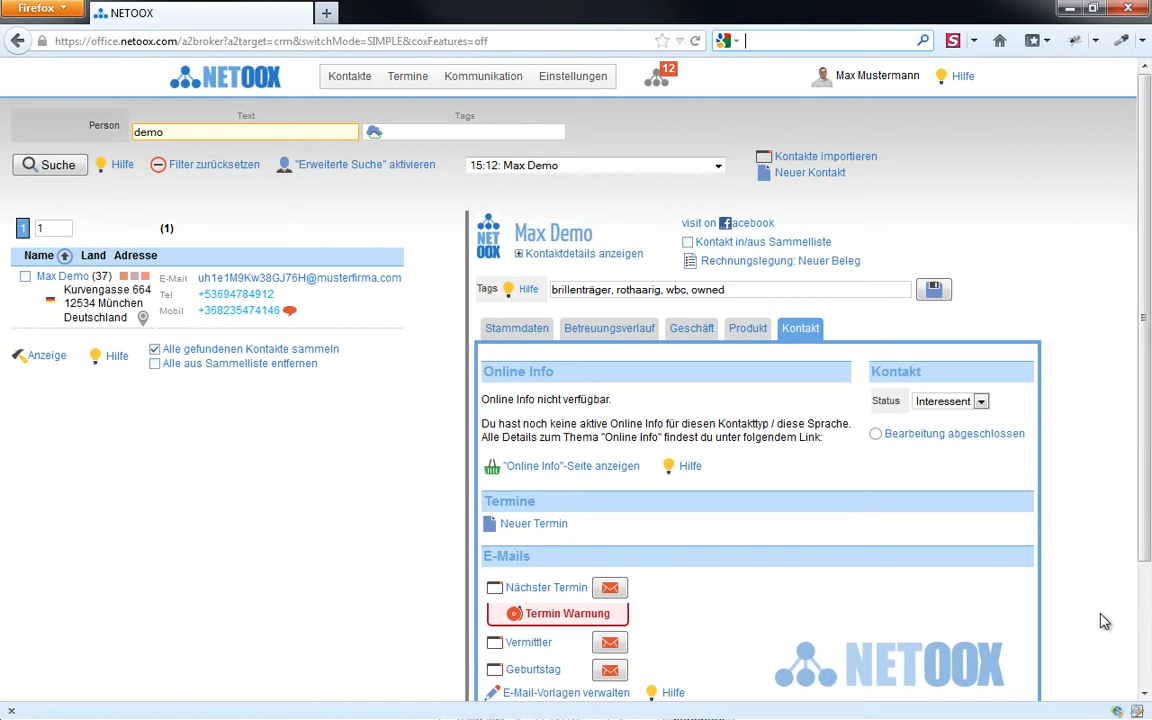 Firefox
NETOOX
https://office.netoox.com/a2broker?a2target=crm&switchMode=SIMPLE&coxFeatures=off
NETOOX
Kontakte Termine Kommunikation Einstellungen
12
Max Mustermann
Hilfe
Text Tags
Person demo
Suche Hilfe Filter zurücksetzen "Erweiterte Suche" aktivieren 15:12: Max Demo
Kontakte importieren
Neuer Kontakt
1 1 (1)
Name Land Adresse
Max Demo (37)
Kurvengasse 664
12534 München
Deutschland
E-Mail uh1e1M9Kw38GJ76H@musterfirma.com
Tel +53694784912
Mobil +368235474146
Anzeige Hilfe
Alle gefundenen Kontakte sammeln
Alle aus Sammelliste entfernen
NET
OOX
Max Demo
Kontaktdetails anzeigen
visit on facebook
Kontakt in/aus Sammelliste
Rechnungslegung: Neuer Beleg
Tags Hilfe brillenträger, rothaarig, wbc, owned
Stammdaten Betreuungsverlauf Geschäft Produkt Kontakt
Online Info
Online Info nicht verfügbar.
Du hast noch keine aktive Online Info für diesen Kontakttyp / diese Sprache.
Alle Details zum Thema "Online Info" findest du unter folgendem Link:
"Online Info"-Seite anzeigen Hilfe
Kontakt
Status Interessent
Bearbeitung abgeschlossen
Termine
Neuer Termin
E-Mails
Nächster Termin
Termin Warnung
Vermittler
Geburtstag
E-Mail-Vorlagen verwalten Hilfe
NETOOX